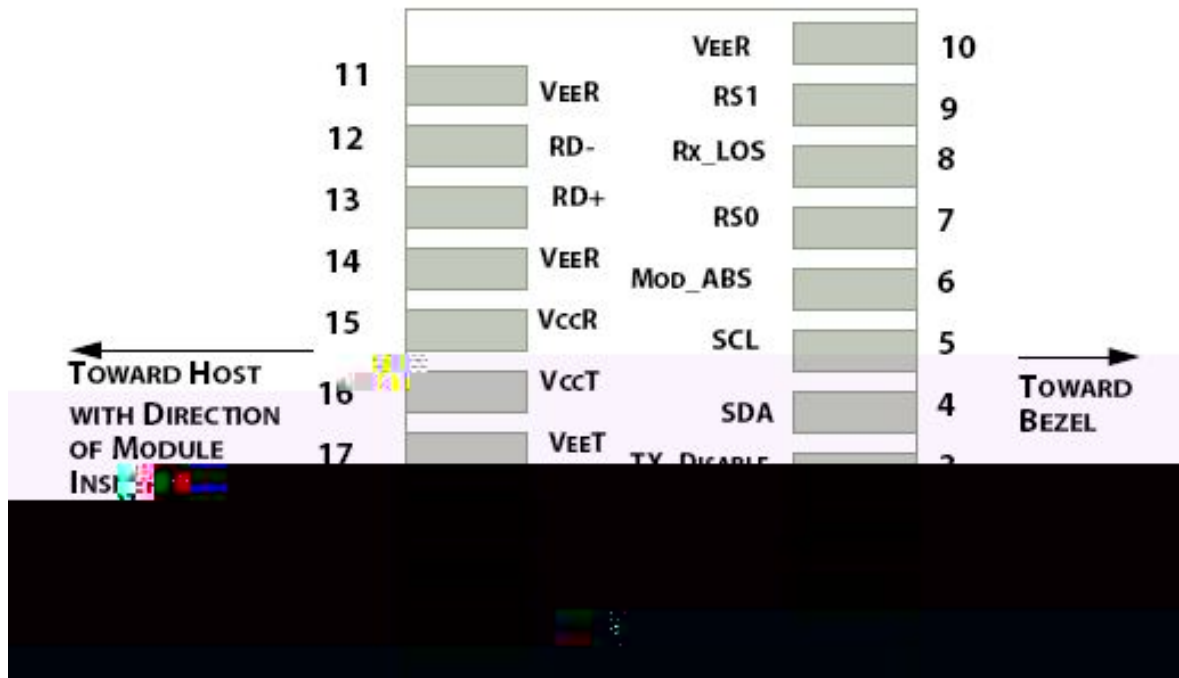 VEER 10
11 VEER
RS1 9
12 RD-
Rx_LOS 8
13 RD+
RS0 7
14 VEER
MOD_ABS 6
15 VCCR
SCL 5
16 VCCT
SDA 4
17 VEET
TX_DISABLE
TOWARD HOST
WITH DIRECTION
OF MODULE
TOWARD
BEZEL